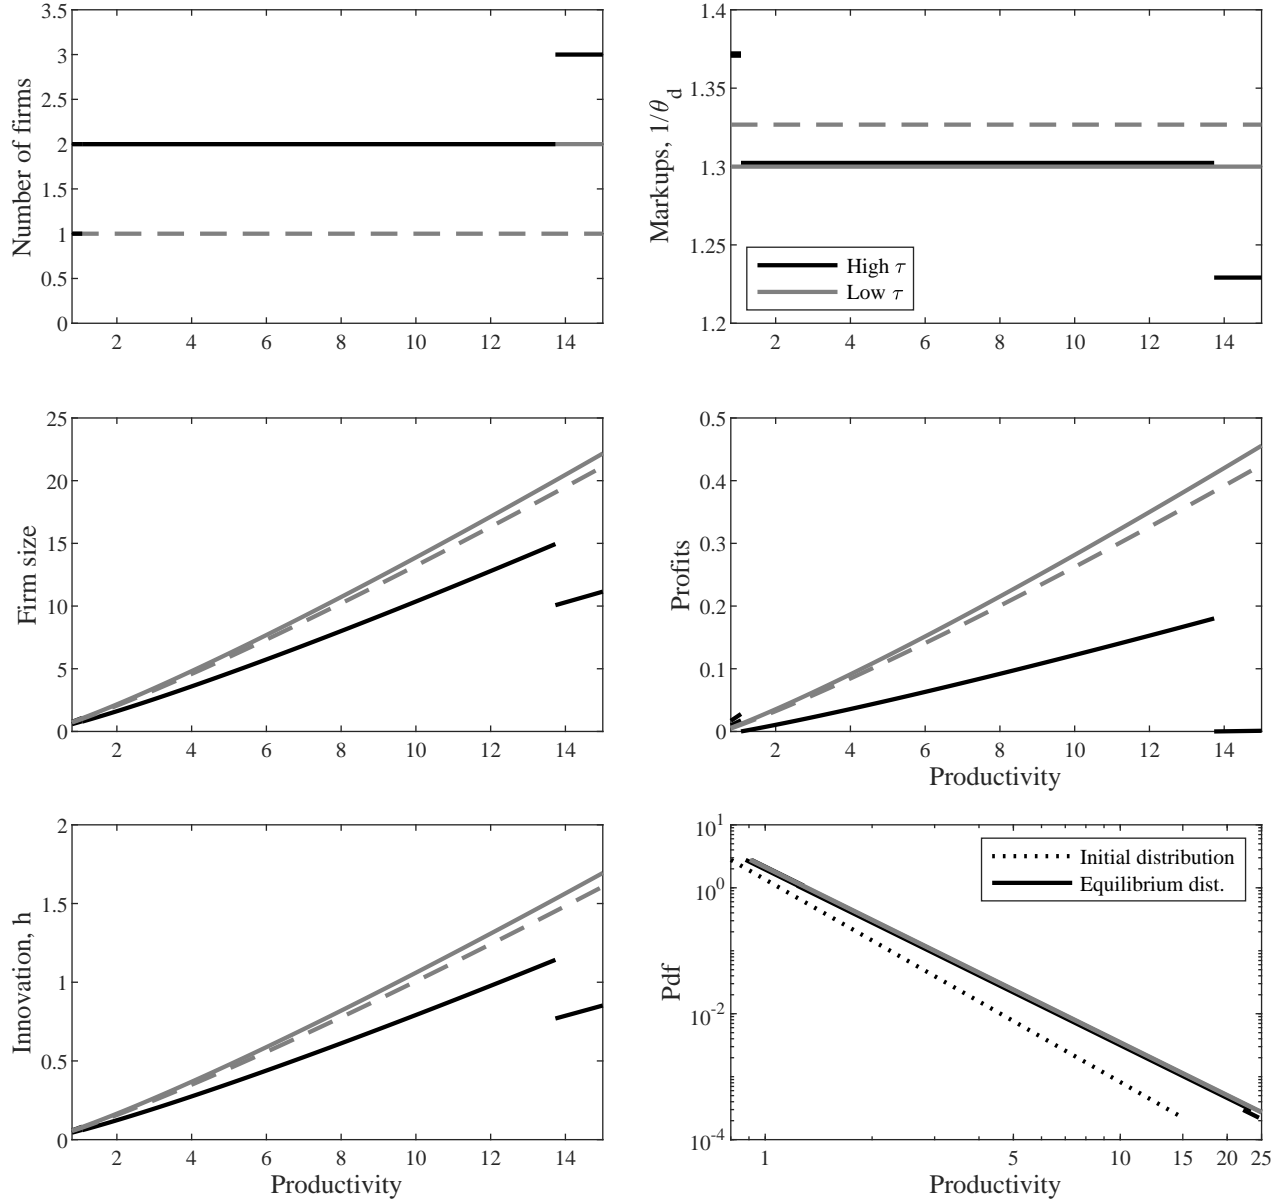 Number of firms
3.5
3
2.5
2
1.5
1
0.5
0
2 4 6 8 10 12 14
Markups, 1/θ_d
1.4
1.35
1.3
1.25
1.2
High τ
Low τ
2 4 6 8 10 12 14
Firm size
25
20
15
10
5
0
2 4 6 8 10 12 14
Profits
0.5
0.4
0.3
0.2
0.1
0
2 4 6 8 10 12 14
Productivity
Innovation, h
2
1.5
1
0.5
0
2 4 6 8 10 12 14
Productivity
Pdf
10^1
10^0
10^-2
10^-4
Initial distribution
Equilibrium dist.
1 5 10 15 20 25
Productivity